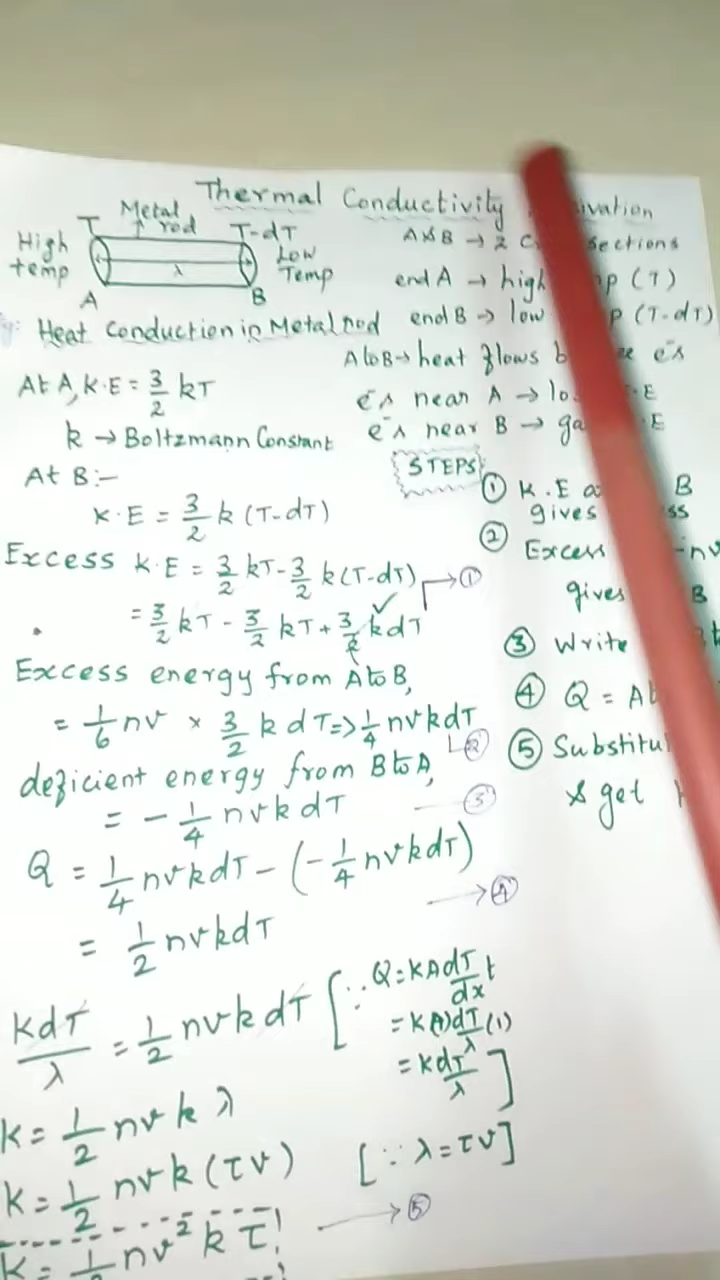 Thermal Conductivity
Metal rod
T
T-dT
High temp
Low Temp
λ
A
B
A&B → 2 sections
end A → high (T)
Heat Conduction in Metal rod
end B → low (T-dT)
A to B → heat flows e⁻s
At A, K.E = 3/2 kT
e⁻s near A →
k → Boltzmann Constant
e⁻s near B →
At B :-
STEPS
K.E = 3/2 k (T-dT)
① K.E B
gives
Excess K.E = 3/2 kT - 3/2 k (T-dT)
→ ①
② Excess
gives B
= 3/2 kT - 3/2 kT + 3/2 k dT ✓
③ Write
Excess energy from A to B,
④ Q =
= 1/6 nv × 3/2 k dT => 1/4 nvkdT
②
⑤
deficient energy from B to A,
& get
= - 1/4 nvkdT
③
Q = 1/4 nvkdT - (- 1/4 nvkdT)
→ ④
= 1/2 nvkdT
KdT/λ = 1/2 nvkdT [∵ Q = KA dT/dx t
= K(1) dT/λ (1)
= K dT/λ ]
K = 1/2 nvkλ
K = 1/2 nvk(τv) [∵ λ = τv]
→ ⑤
K = nv² k τ